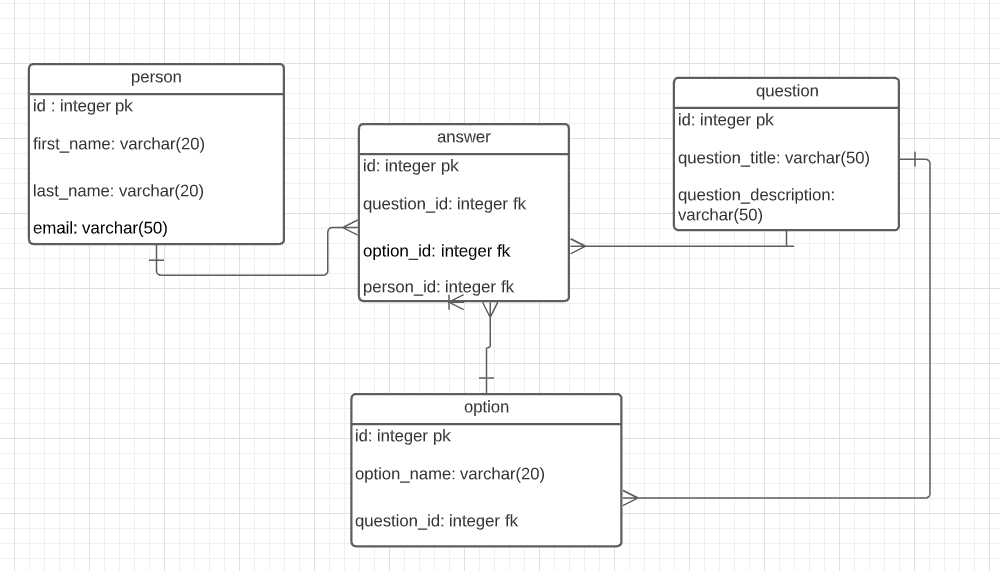 person
id : integer pk
first_name: varchar(20)
last_name: varchar(20)
email: varchar(50)
answer
id: integer pk
question_id: integer fk
option_id: integer fk
person_id: integer fk
question
id: integer pk
question_title: varchar(50)
question_description:
varchar(50)
option
id: integer pk
option_name: varchar(20)
question_id: integer fk